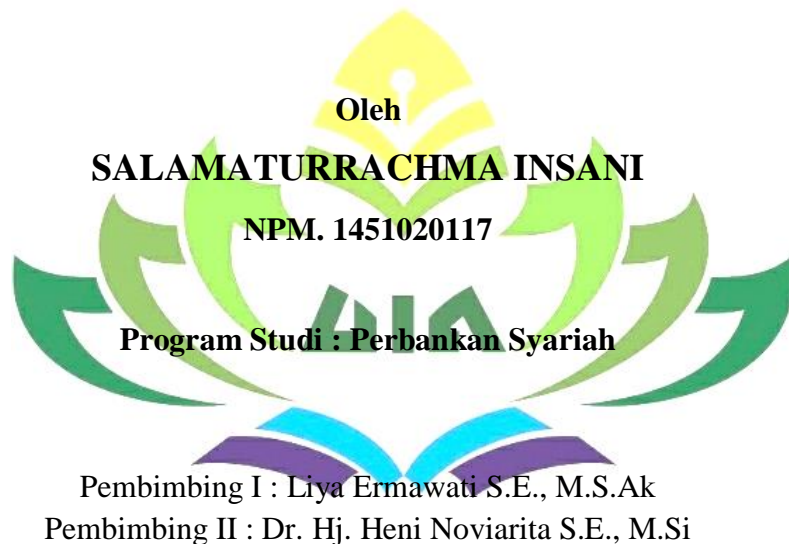 Oleh
SALAMATURRACHMA INSANI
NPM. 1451020117
UIN
Program Studi : Perbankan Syariah
Pembimbing I : Liya Ermawati S.E., M.S.Ak
Pembimbing II : Dr. Hj. Heni Noviarita S.E., M.Si